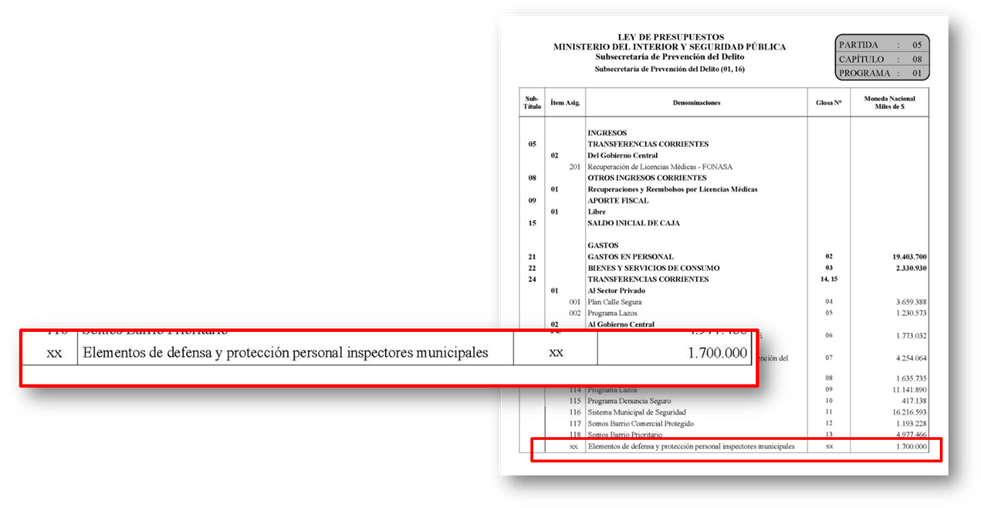 LEY DE PRESUPUESTOS
MINISTERIO DEL INTERIOR Y SEGURIDAD PÚBLICA
Subsecretaría de Prevención del Delito
Subsecretaría de Prevención del Delito (01, 16)
PARTIDA : 05
CAPÍTULO : 08
PROGRAMA : 01
Sub-Título Ítem Asig. Denominaciones Glosa Nº Moneda Nacional Miles de $
INGRESOS
05 TRANSFERENCIAS CORRIENTES
02 Del Gobierno Central
201 Recuperación de Licencias Médicas - FONASA
08 OTROS INGRESOS CORRIENTES
01 Recuperaciones y Reembolsos por Licencias Médicas
09 APORTE FISCAL
01 Libre
15 SALDO INICIAL DE CAJA
GASTOS
21 GASTOS EN PERSONAL 02 19.403.700
22 BIENES Y SERVICIOS DE CONSUMO 03 2.330.930
24 TRANSFERENCIAS CORRIENTES 14, 15
01 Al Sector Privado
001 Plan Calle Segura 04 3.659.388
002 Programa Lazos 05 1.230.573
02 Al Gobierno Central
06 1.773.032
del 07 4.254.064
08 1.635.735
114 Programa Lazos 09 11.141.890
115 Programa Denuncia Seguro 10 417.138
116 Sistema Municipal de Seguridad 11 16.216.593
117 Somos Barrio Comercial Protegido 12 1.193.228
118 Somos Barrio Prioritario 13 4.977.466
xx Elementos de defensa y protección personal inspectores municipales xx 1.700.000
xx Elementos de defensa y protección personal inspectores municipales xx 1.700.000